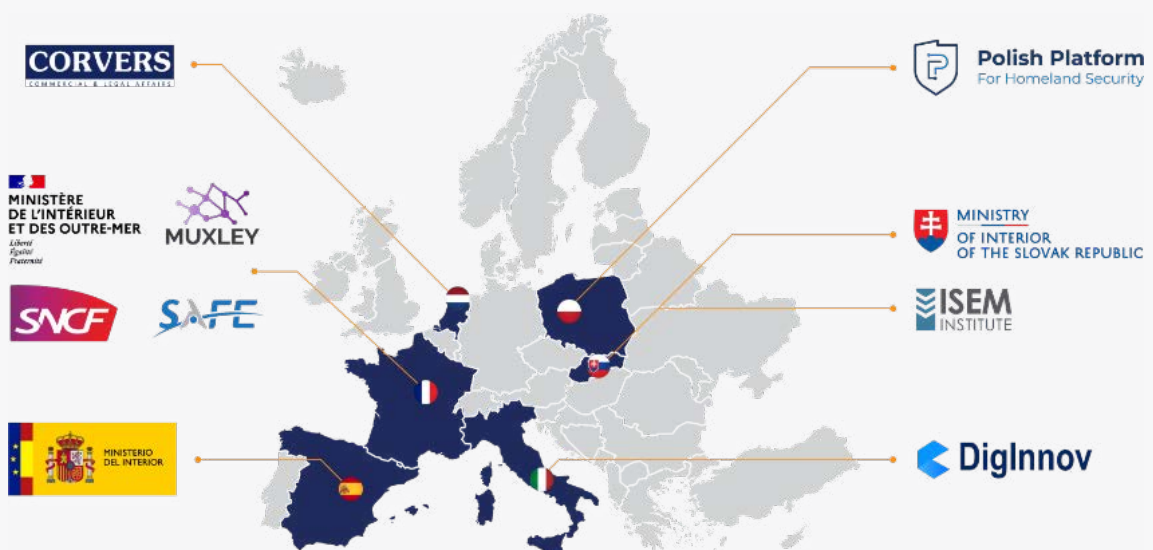 CORVERS
COMMERCIAL & LEGAL AFFAIRS
Polish Platform
For Homeland Security
MINISTÈRE
DE L'INTÉRIEUR
ET DES OUTRE-MER
Liberté
Égalité
Fraternité
MUXLEY
MINISTRY
OF INTERIOR
OF THE SLOVAK REPUBLIC
SNCF
SAFE
ISEM
INSTITUTE
MINISTERIO
DEL INTERIOR
DigInnov